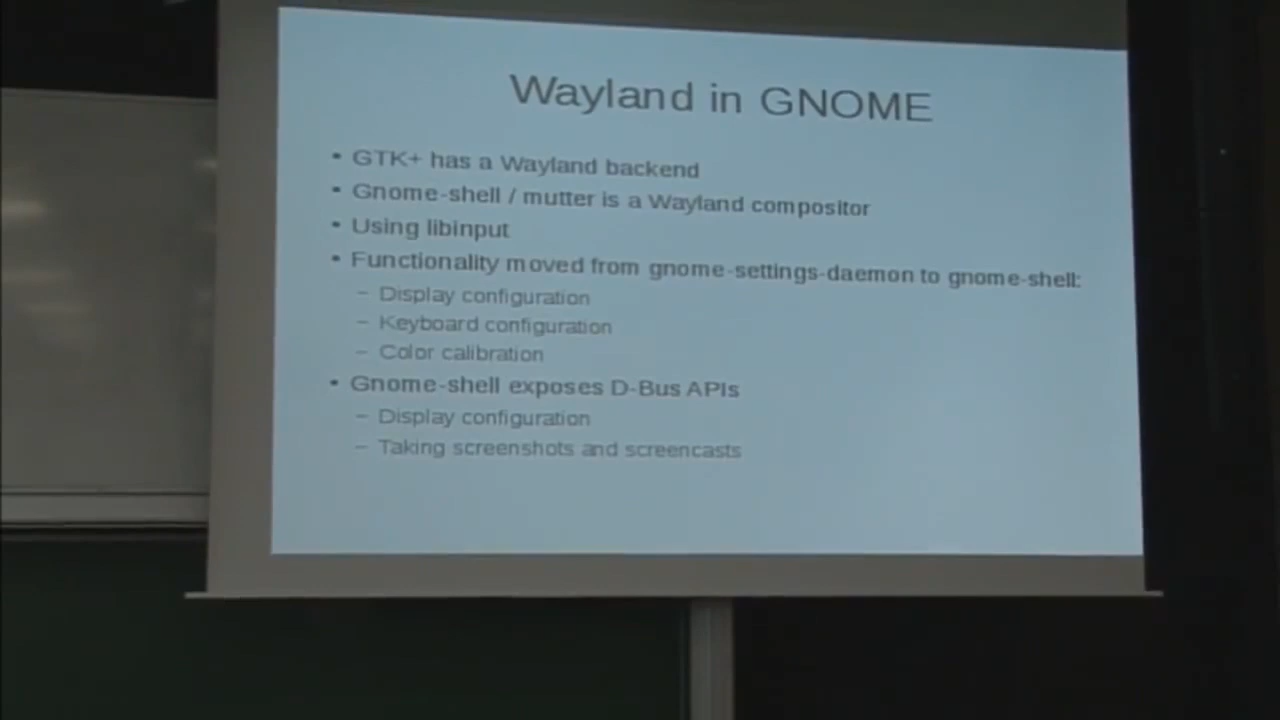 Wayland in GNOME
• GTK+ has a Wayland backend
• Gnome-shell / mutter is a Wayland compositor
• Using libinput
• Functionality moved from gnome-settings-daemon to gnome-shell:
– Display configuration
– Keyboard configuration
– Color calibration
• Gnome-shell exposes D-Bus APIs
– Display configuration
– Taking screenshots and screencasts